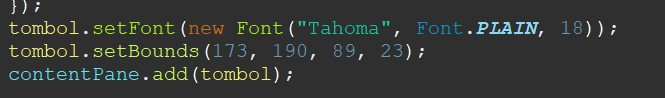 });
tombol.setFont(new Font("Tahoma", Font.PLAIN, 18));
tombol.setBounds(173, 190, 89, 23);
contentPane.add(tombol);